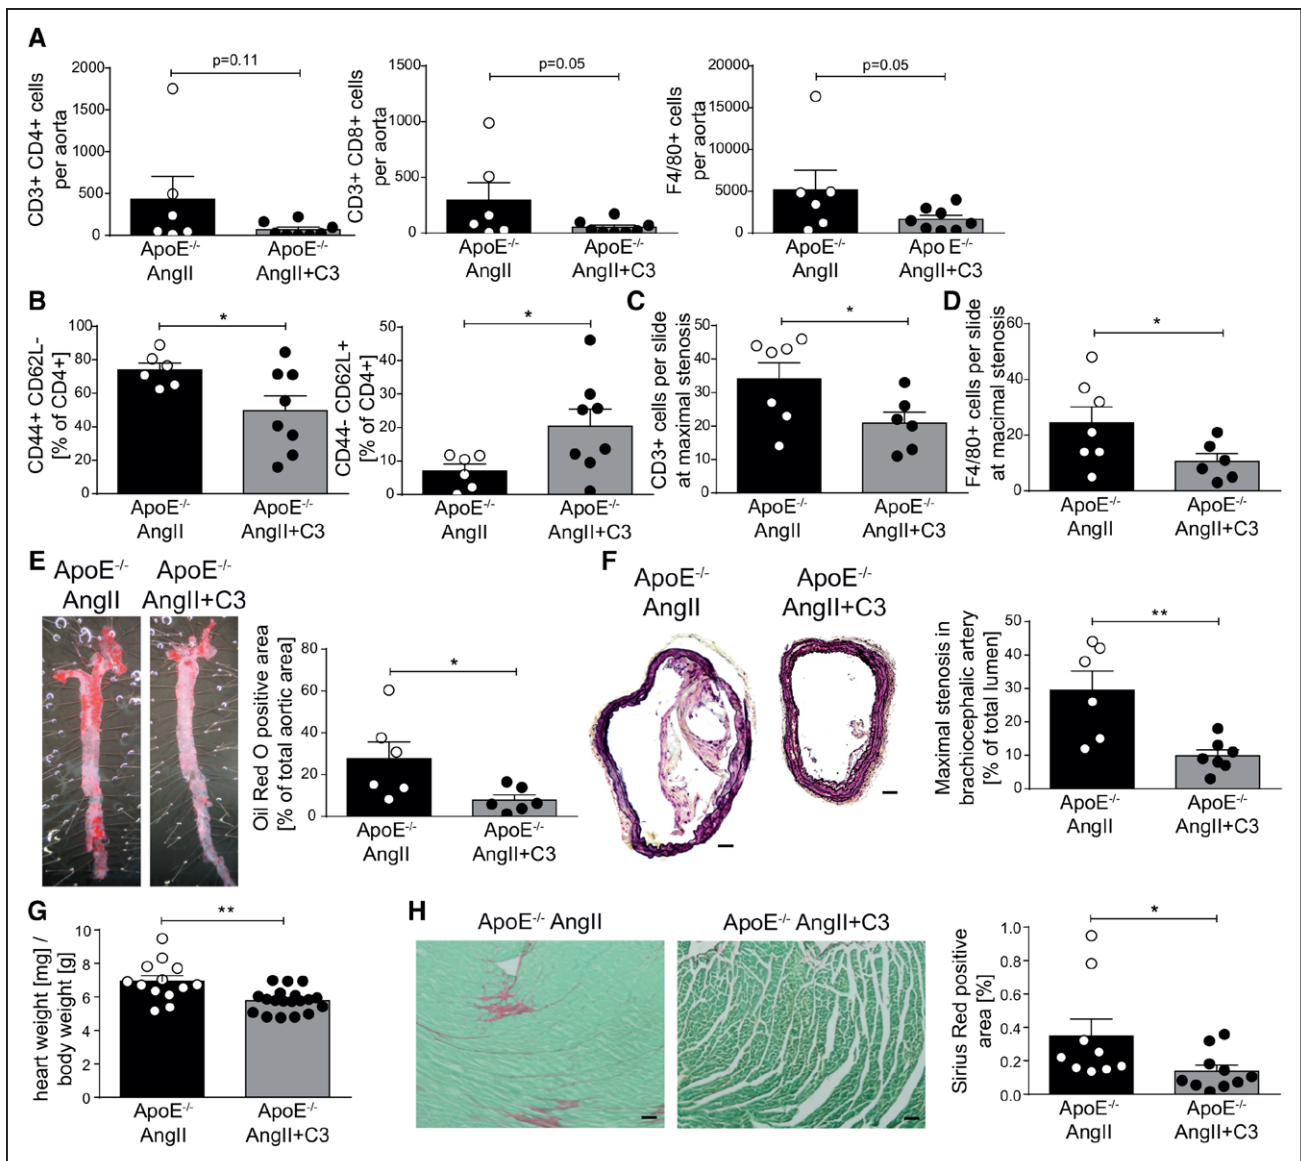 A
CD3+ CD4+ cells
per aorta
2000
1500
1000
500
0
p=0.11
ApoE-/-
AngII
ApoE-/-
AngII+C3
CD3+ CD8+ cells
per aorta
1500
1000
500
0
p=0.05
ApoE-/-
AngII
ApoE-/-
AngII+C3
F4/80+ cells
per aorta
20000
15000
10000
5000
0
p=0.05
ApoE-/-
AngII
Apo E-/-
AngII+C3
B
CD44+ CD62L-
[% of CD4+]
100
80
60
40
20
0
*
ApoE-/-
AngII
ApoE-/-
AngII+C3
CD44- CD62L+
[% of CD4+]
50
40
30
20
10
0
*
ApoE-/-
AngII
ApoE-/-
AngII+C3
C
CD3+ cells per slide
at maximal stenosis
50
40
30
20
10
0
*
ApoE-/-
AngII
ApoE-/-
AngII+C3
D
F4/80+ cells per slide
at macimal stenosis
60
40
20
0
*
ApoE-/-
AngII
ApoE-/-
AngII+C3
E
ApoE-/-
AngII
ApoE-/-
AngII+C3
Oil Red O positive area
[% of total aortic area]
80
60
40
20
0
*
ApoE-/-
AngII
ApoE-/-
AngII+C3
F
ApoE-/-
AngII
ApoE-/-
AngII+C3
Maximal stenosis in
brachiocephalic artery
[% of total lumen]
50
40
30
20
10
0
**
ApoE-/-
AngII
ApoE-/-
AngII+C3
G
heart weight [mg] /
body weight [g]
10
8
6
4
2
0
**
ApoE-/-
AngII
ApoE-/-
AngII+C3
H
ApoE-/- AngII
ApoE-/- AngII+C3
Sirius Red positive
area [%]
1.0
0.8
0.6
0.4
0.2
0.0
*
ApoE-/-
AngII
ApoE-/-
AngII+C3